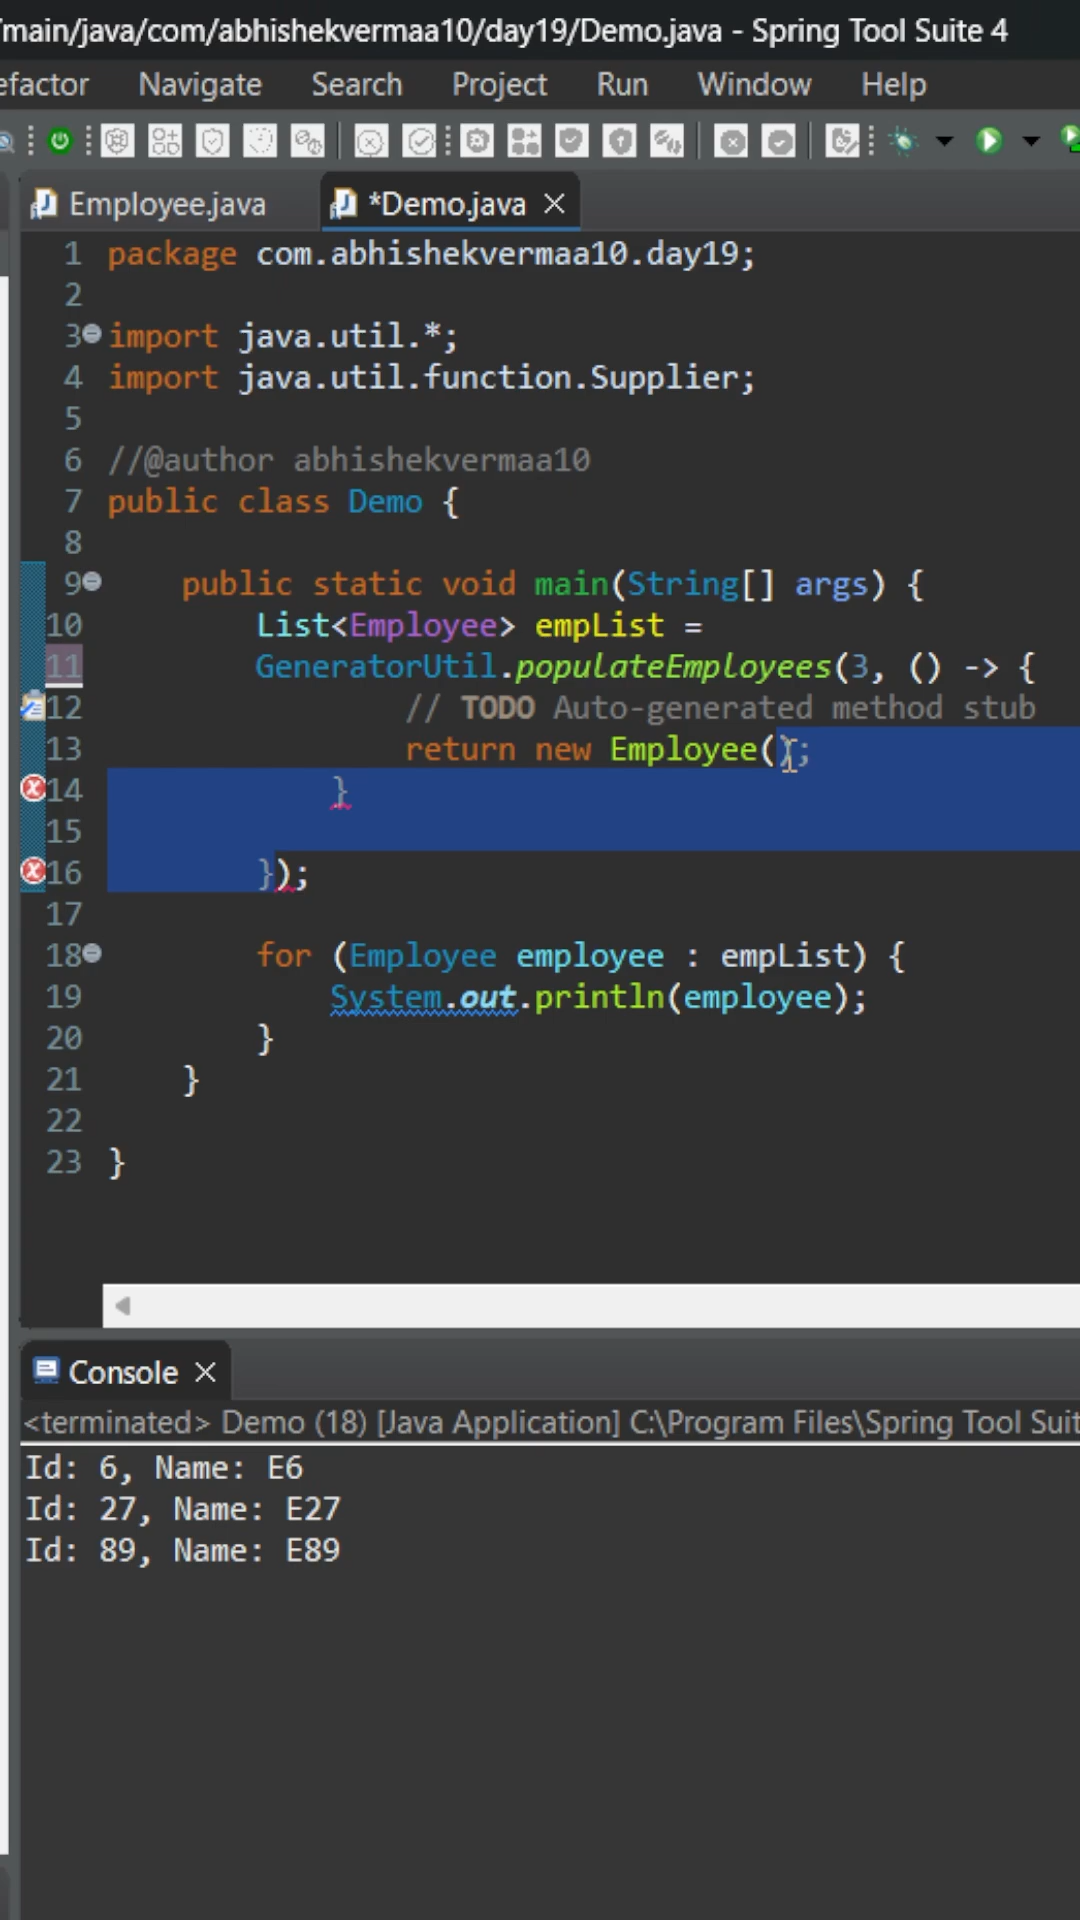 /main/java/com/abhishekvermaa10/day19/Demo.java - Spring Tool Suite 4
efactor Navigate Search Project Run Window Help
Employee.java *Demo.java
1 package com.abhishekvermaa10.day19;
2
3 import java.util.*;
4 import java.util.function.Supplier;
5
6 //@author abhishekvermaa10
7 public class Demo {
8
9 public static void main(String[] args) {
10 List<Employee> empList =
11 GeneratorUtil.populateEmployees(3, () -> {
12 // TODO Auto-generated method stub
13 return new Employee();
14 }
15
16 });
17
18 for (Employee employee : empList) {
19 System.out.println(employee);
20 }
21 }
22
23 }
Console
<terminated> Demo (18) [Java Application] C:\Program Files\Spring Tool Suit
Id: 6, Name: E6
Id: 27, Name: E27
Id: 89, Name: E89